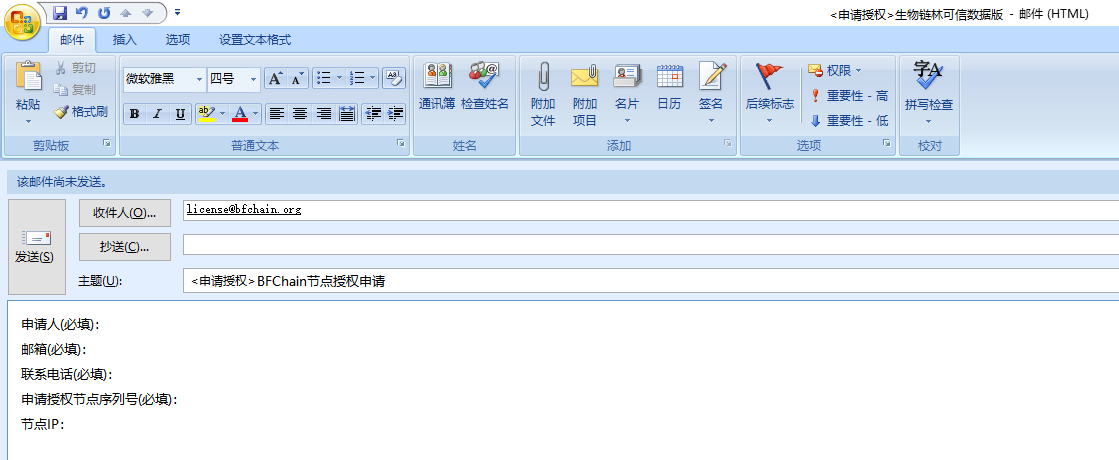 <申请授权>生物链林可信数据版 - 邮件 (HTML)
邮件 插入 选项 设置文本格式
粘贴
剪切
复制
格式刷
剪贴板
微软雅黑 四号
B I U ab A
普通文本
通讯簿 检查姓名
姓名
附加文件
附加项目
名片
日历
签名
添加
后续标志
权限
重要性 - 高
重要性 - 低
选项
字A
拼写检查
校对
该邮件尚未发送。
发送(S)
收件人(O)... license@bfchain.org
抄送(C)...
主题(U): <申请授权>BFChain节点授权申请
申请人(必填):
邮箱(必填):
联系电话(必填):
申请授权节点序列号(必填):
节点IP: